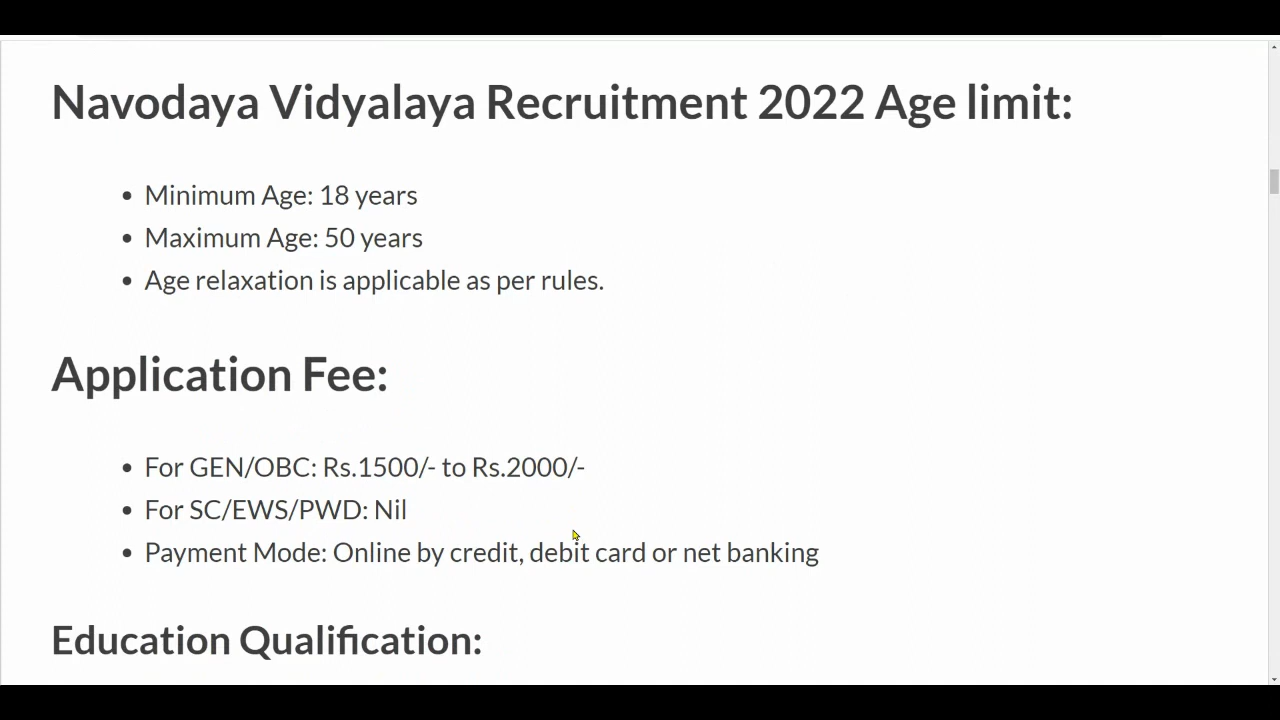 Navodaya Vidyalaya Recruitment 2022 Age limit:
• Minimum Age: 18 years
• Maximum Age: 50 years
• Age relaxation is applicable as per rules.
Application Fee:
• For GEN/OBC: Rs.1500/- to Rs.2000/-
• For SC/EWS/PWD: Nil
• Payment Mode: Online by credit, debit card or net banking
Education Qualification: